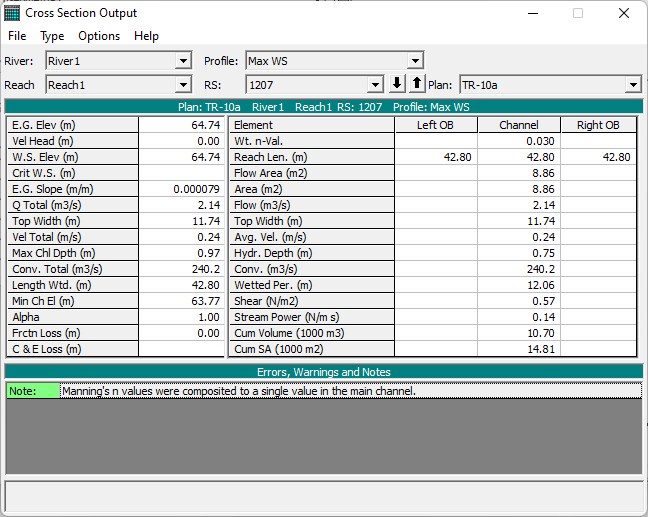 Cross Section Output
File Type Options Help
River: River1 Profile: Max WS
Reach Reach1 RS: 1207 Plan: TR-10a
Plan: TR-10a River1 Reach1 RS: 1207 Profile: Max WS
E.G. Elev (m) 64.74 Element Left OB Channel Right OB
Vel Head (m) 0.00 Wt. n-Val. 0.030
W.S. Elev (m) 64.74 Reach Len. (m) 42.80 42.80 42.80
Crit W.S. (m) Flow Area (m2) 8.86
E.G. Slope (m/m) 0.000079 Area (m2) 8.86
Q Total (m3/s) 2.14 Flow (m3/s) 2.14
Top Width (m) 11.74 Top Width (m) 11.74
Vel Total (m/s) 0.24 Avg. Vel. (m/s) 0.24
Max Chl Dpth (m) 0.97 Hydr. Depth (m) 0.75
Conv. Total (m3/s) 240.2 Conv. (m3/s) 240.2
Length Wtd. (m) 42.80 Wetted Per. (m) 12.06
Min Ch El (m) 63.77 Shear (N/m2) 0.57
Alpha 1.00 Stream Power (N/m s) 0.14
Frctn Loss (m) 0.00 Cum Volume (1000 m3) 10.70
C & E Loss (m) Cum SA (1000 m2) 14.81
Errors, Warnings and Notes
Note: Manning's n values were composited to a single value in the main channel.